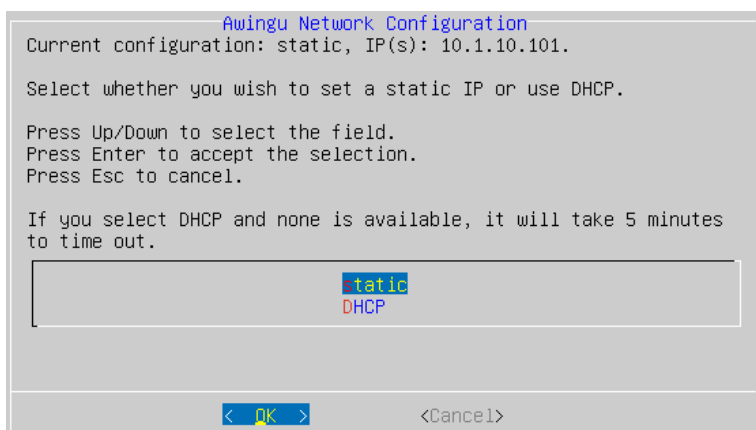 Awingu Network Configuration
Current configuration: static, IP(s): 10.1.10.101.
Select whether you wish to set a static IP or use DHCP.
Press Up/Down to select the field.
Press Enter to accept the selection.
Press Esc to cancel.
If you select DHCP and none is available, it will take 5 minutes
to time out.
static
DHCP
< OK > <Cancel>